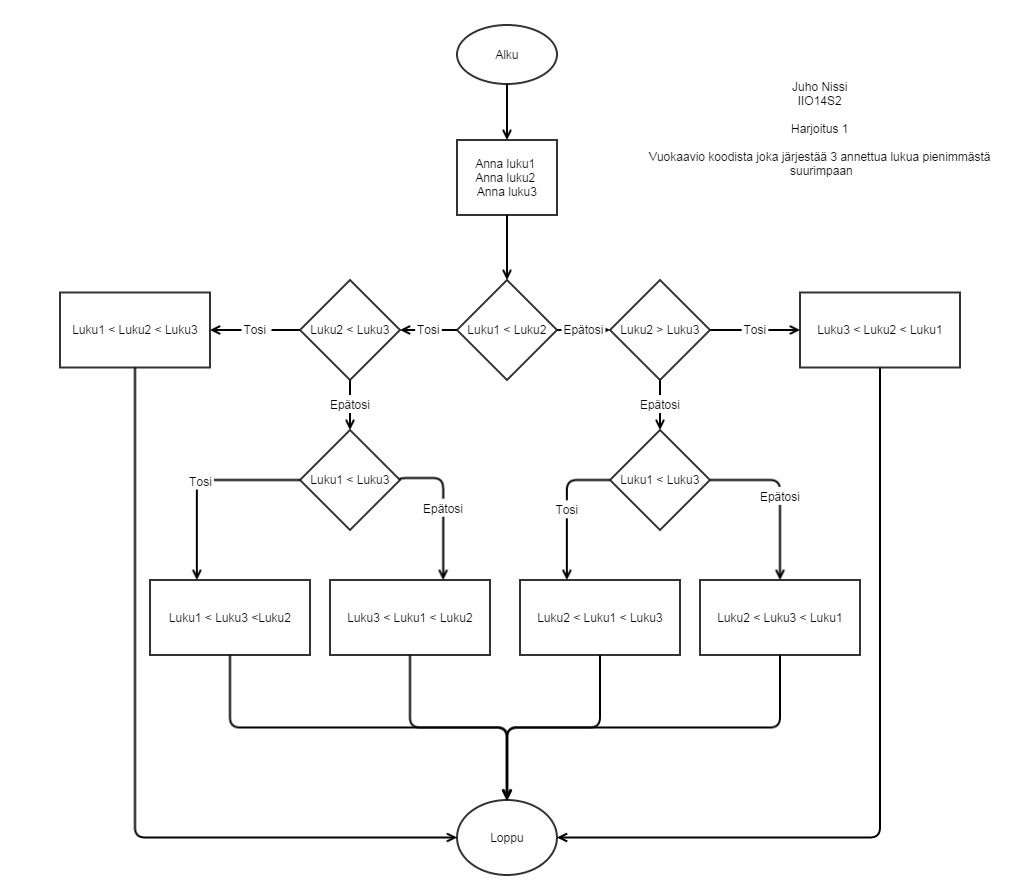 Alku
Juho Nissi
IIO14S2
Harjoitus 1
Vuokaavio koodista joka järjestää 3 annettua lukua pienimmästä
suurimpaan
Anna luku1
Anna luku2
Anna luku3
Luku1 < Luku2 < Luku3
Tosi
Luku2 < Luku3
Tosi
Luku1 < Luku2
Epätosi
Luku2 > Luku3
Tosi
Luku3 < Luku2 < Luku1
Epätosi
Epätosi
Tosi
Luku1 < Luku3
Epätosi
Tosi
Luku1 < Luku3
Epätosi
Luku1 < Luku3 <Luku2
Luku3 < Luku1 < Luku2
Luku2 < Luku1 < Luku3
Luku2 < Luku3 < Luku1
Loppu